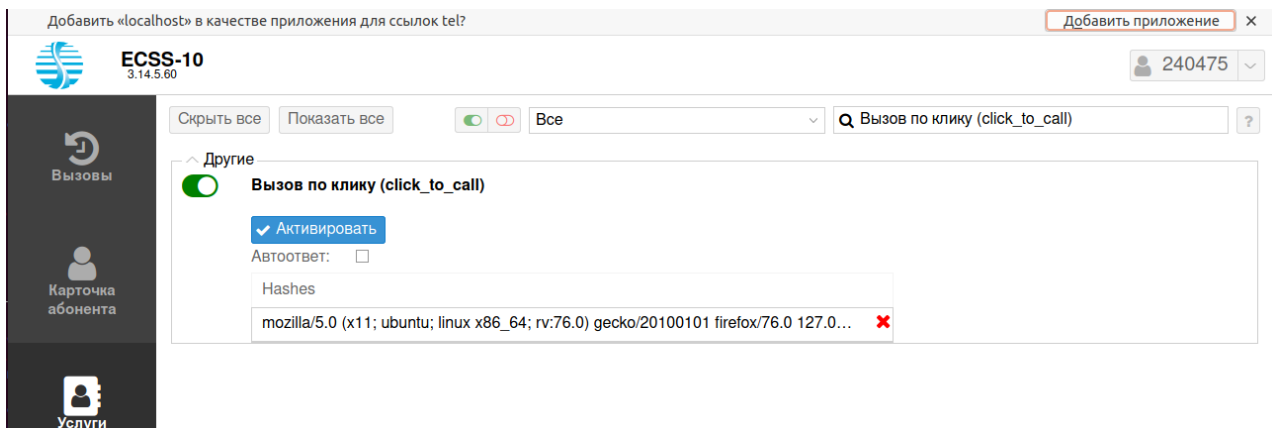 Добавить «localhost» в качестве приложения для ссылок tel?
Добавить приложение
ECSS-10
3.14.5.60
240475
Скрыть все
Показать все
Все
Вызов по клику (click_to_call)
?
Вызовы
Другие
Вызов по клику (click_to_call)
Активировать
Автоответ:
Hashes
mozilla/5.0 (x11; ubuntu; linux x86_64; rv:76.0) gecko/20100101 firefox/76.0 127.0...
Карточка
абонента
Услуги